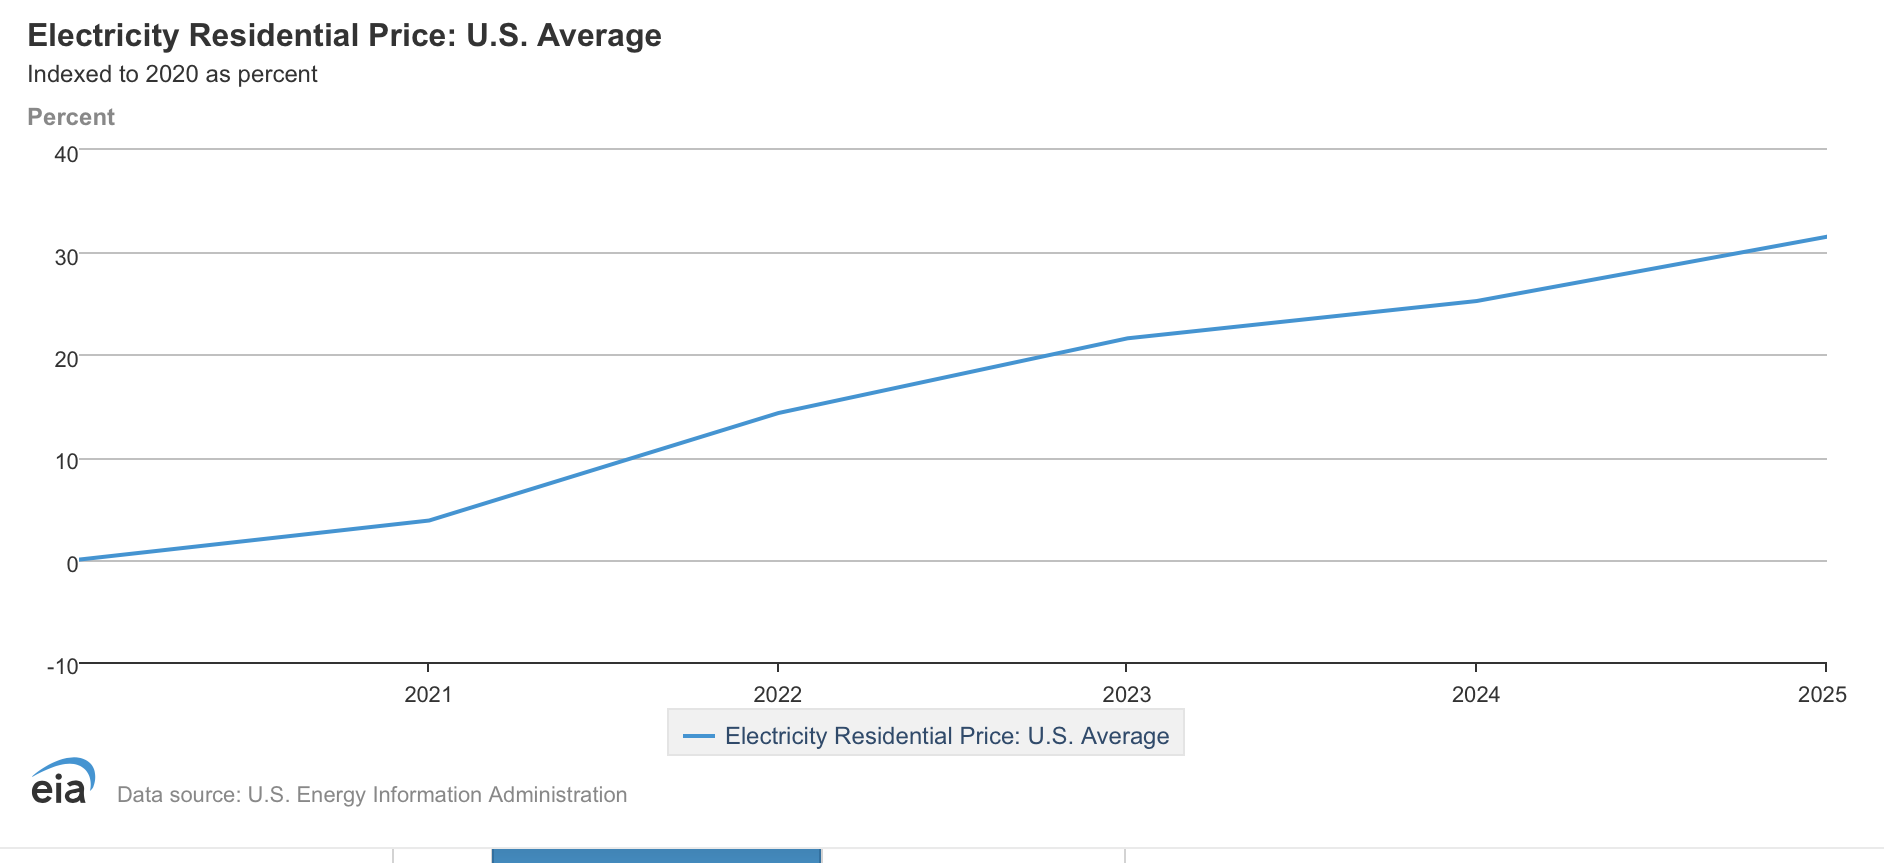 Electricity Residential Price: U.S. Average
Indexed to 2020 as percent
Percent
40
30
20
10
0
-10
2021 2022 2023 2024 2025
Electricity Residential Price: U.S. Average
eia Data source: U.S. Energy Information Administration